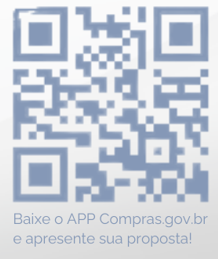 Baixe o APP Compras.gov.br
e apresente sua proposta!